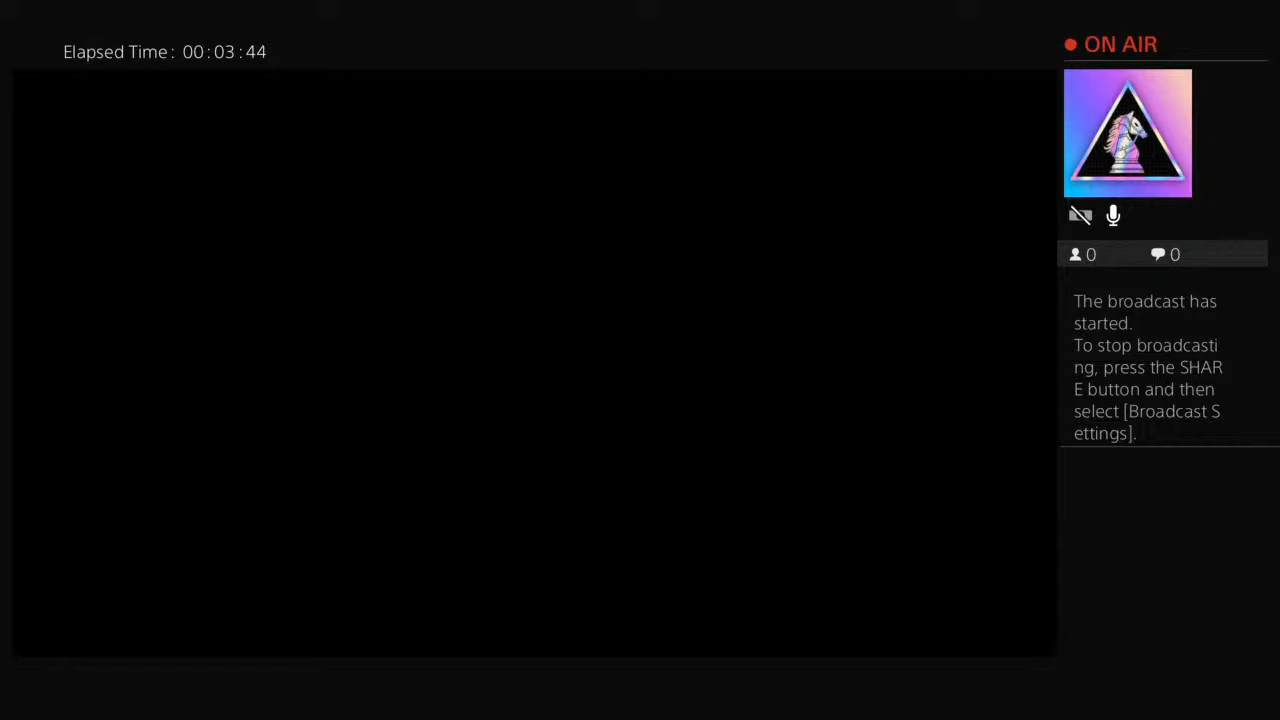 Elapsed Time: 00:03:44
ON AIR
0 0
The broadcast has
started.
To stop broadcasti
ng, press the SHAR
E button and then
select [Broadcast S
ettings].